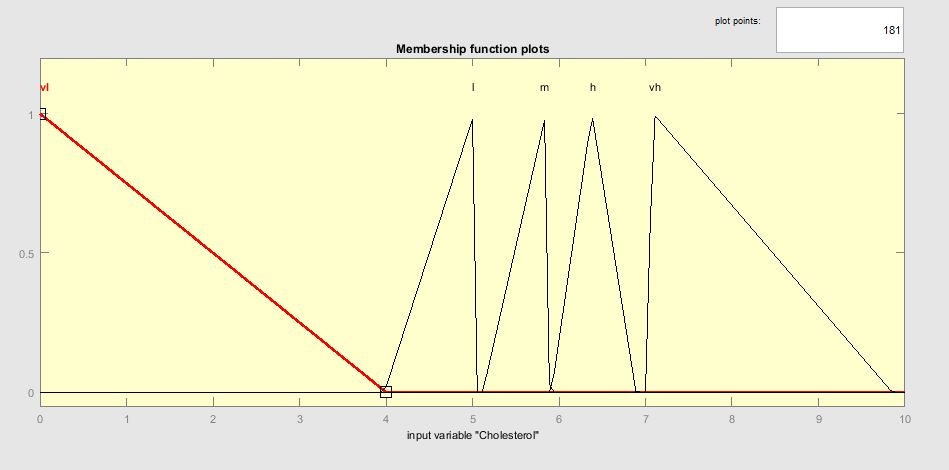 plot points: 181
Membership function plots
vl l m h vh
1
0.5
0
0 1 2 3 4 5 6 7 8 9 10
input variable "Cholesterol"